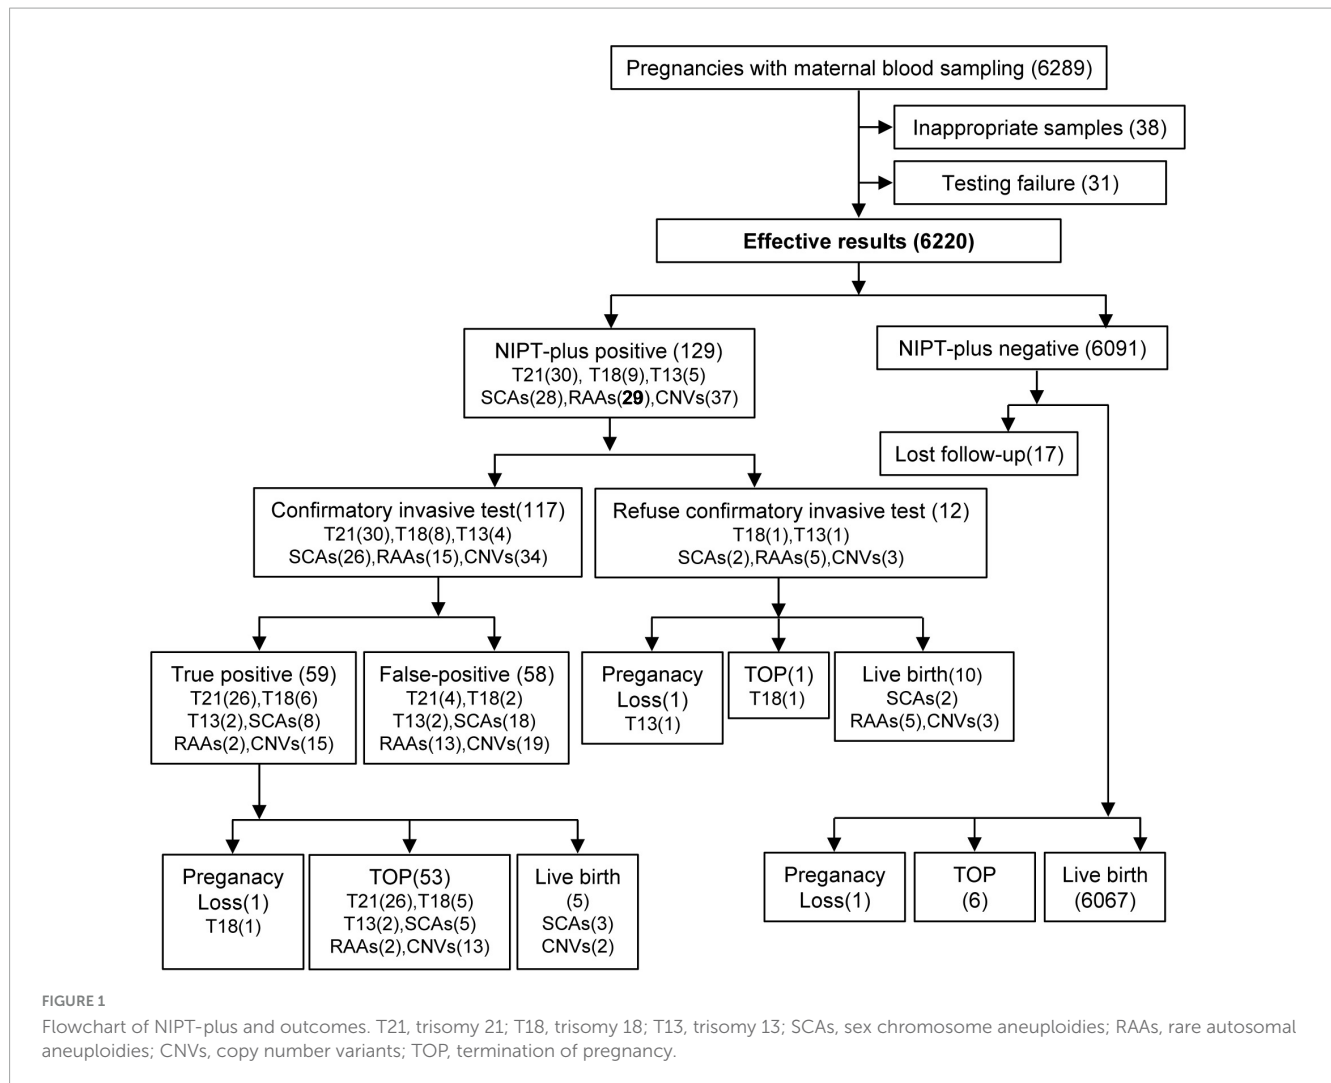 Pregnancies with maternal blood sampling (6289)
Inappropriate samples (38)
Testing failure (31)
Effective results (6220)
NIPT-plus positive (129)
T21(30), T18(9),T13(5)
SCAs(28),RAAs(29),CNVs(37)
NIPT-plus negative (6091)
Lost follow-up(17)
Confirmatory invasive test(117)
T21(30),T18(8),T13(4)
SCAs(26),RAAs(15),CNVs(34)
Refuse confirmatory invasive test (12)
T18(1),T13(1)
SCAs(2),RAAs(5),CNVs(3)
True positive (59)
T21(26),T18(6)
T13(2),SCAs(8)
RAAs(2),CNVs(15)
False-positive (58)
T21(4),T18(2)
T13(2),SCAs(18)
RAAs(13),CNVs(19)
Preganacy
Loss(1)
T13(1)
TOP(1)
T18(1)
Live birth(10)
SCAs(2)
RAAs(5),CNVs(3)
Preganacy
Loss(1)
T18(1)
TOP(53)
T21(26),T18(5)
T13(2),SCAs(5)
RAAs(2),CNVs(13)
Live birth
(5)
SCAs(3)
CNVs(2)
Preganacy
Loss(1)
TOP
(6)
Live birth
(6067)
FIGURE 1
Flowchart of NIPT-plus and outcomes. T21, trisomy 21; T18, trisomy 18; T13, trisomy 13; SCAs, sex chromosome aneuploidies; RAAs, rare autosomal
aneuploidies; CNVs, copy number variants; TOP, termination of pregnancy.